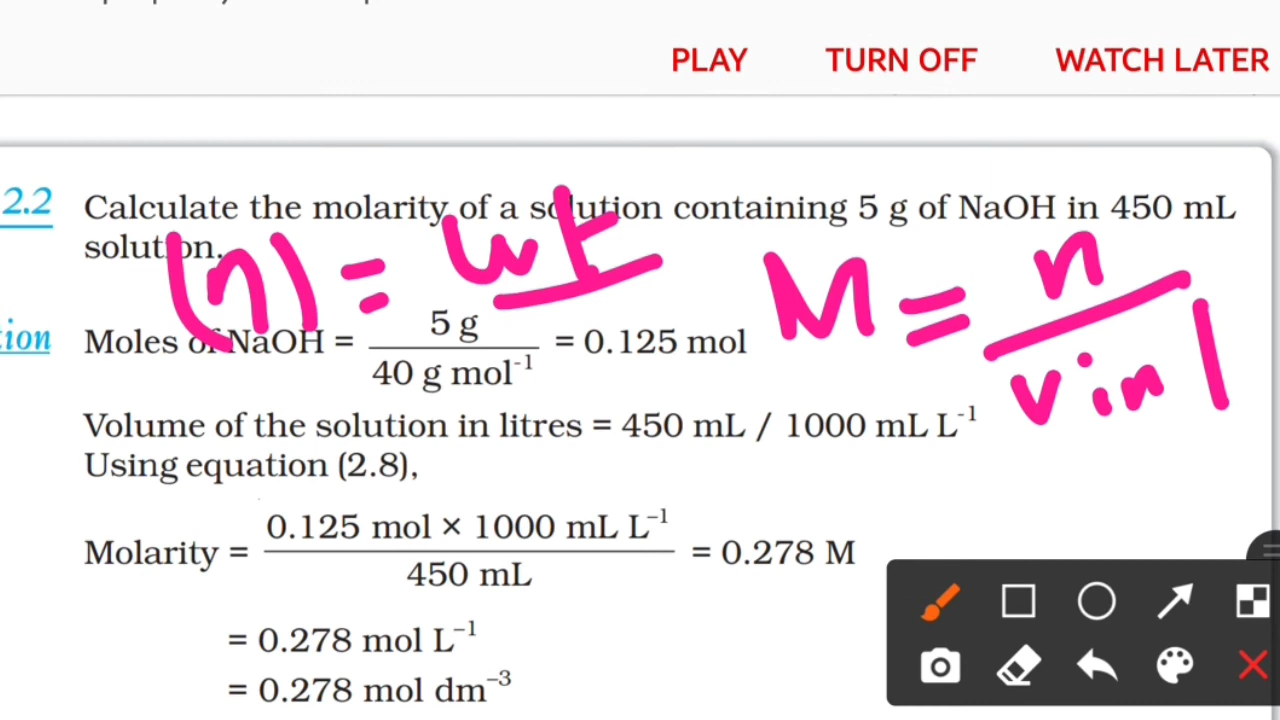 PLAY TURN OFF WATCH LATER
2.2 Calculate the molarity of a solution containing 5 g of NaOH in 450 mL
solution.
(n) = wt
M = n / v in l
Moles of NaOH = 5 g / 40 g mol⁻¹ = 0.125 mol
Volume of the solution in litres = 450 mL / 1000 mL L⁻¹
Using equation (2.8),
Molarity = 0.125 mol × 1000 mL L⁻¹ / 450 mL = 0.278 M
= 0.278 mol L⁻¹
= 0.278 mol dm⁻³